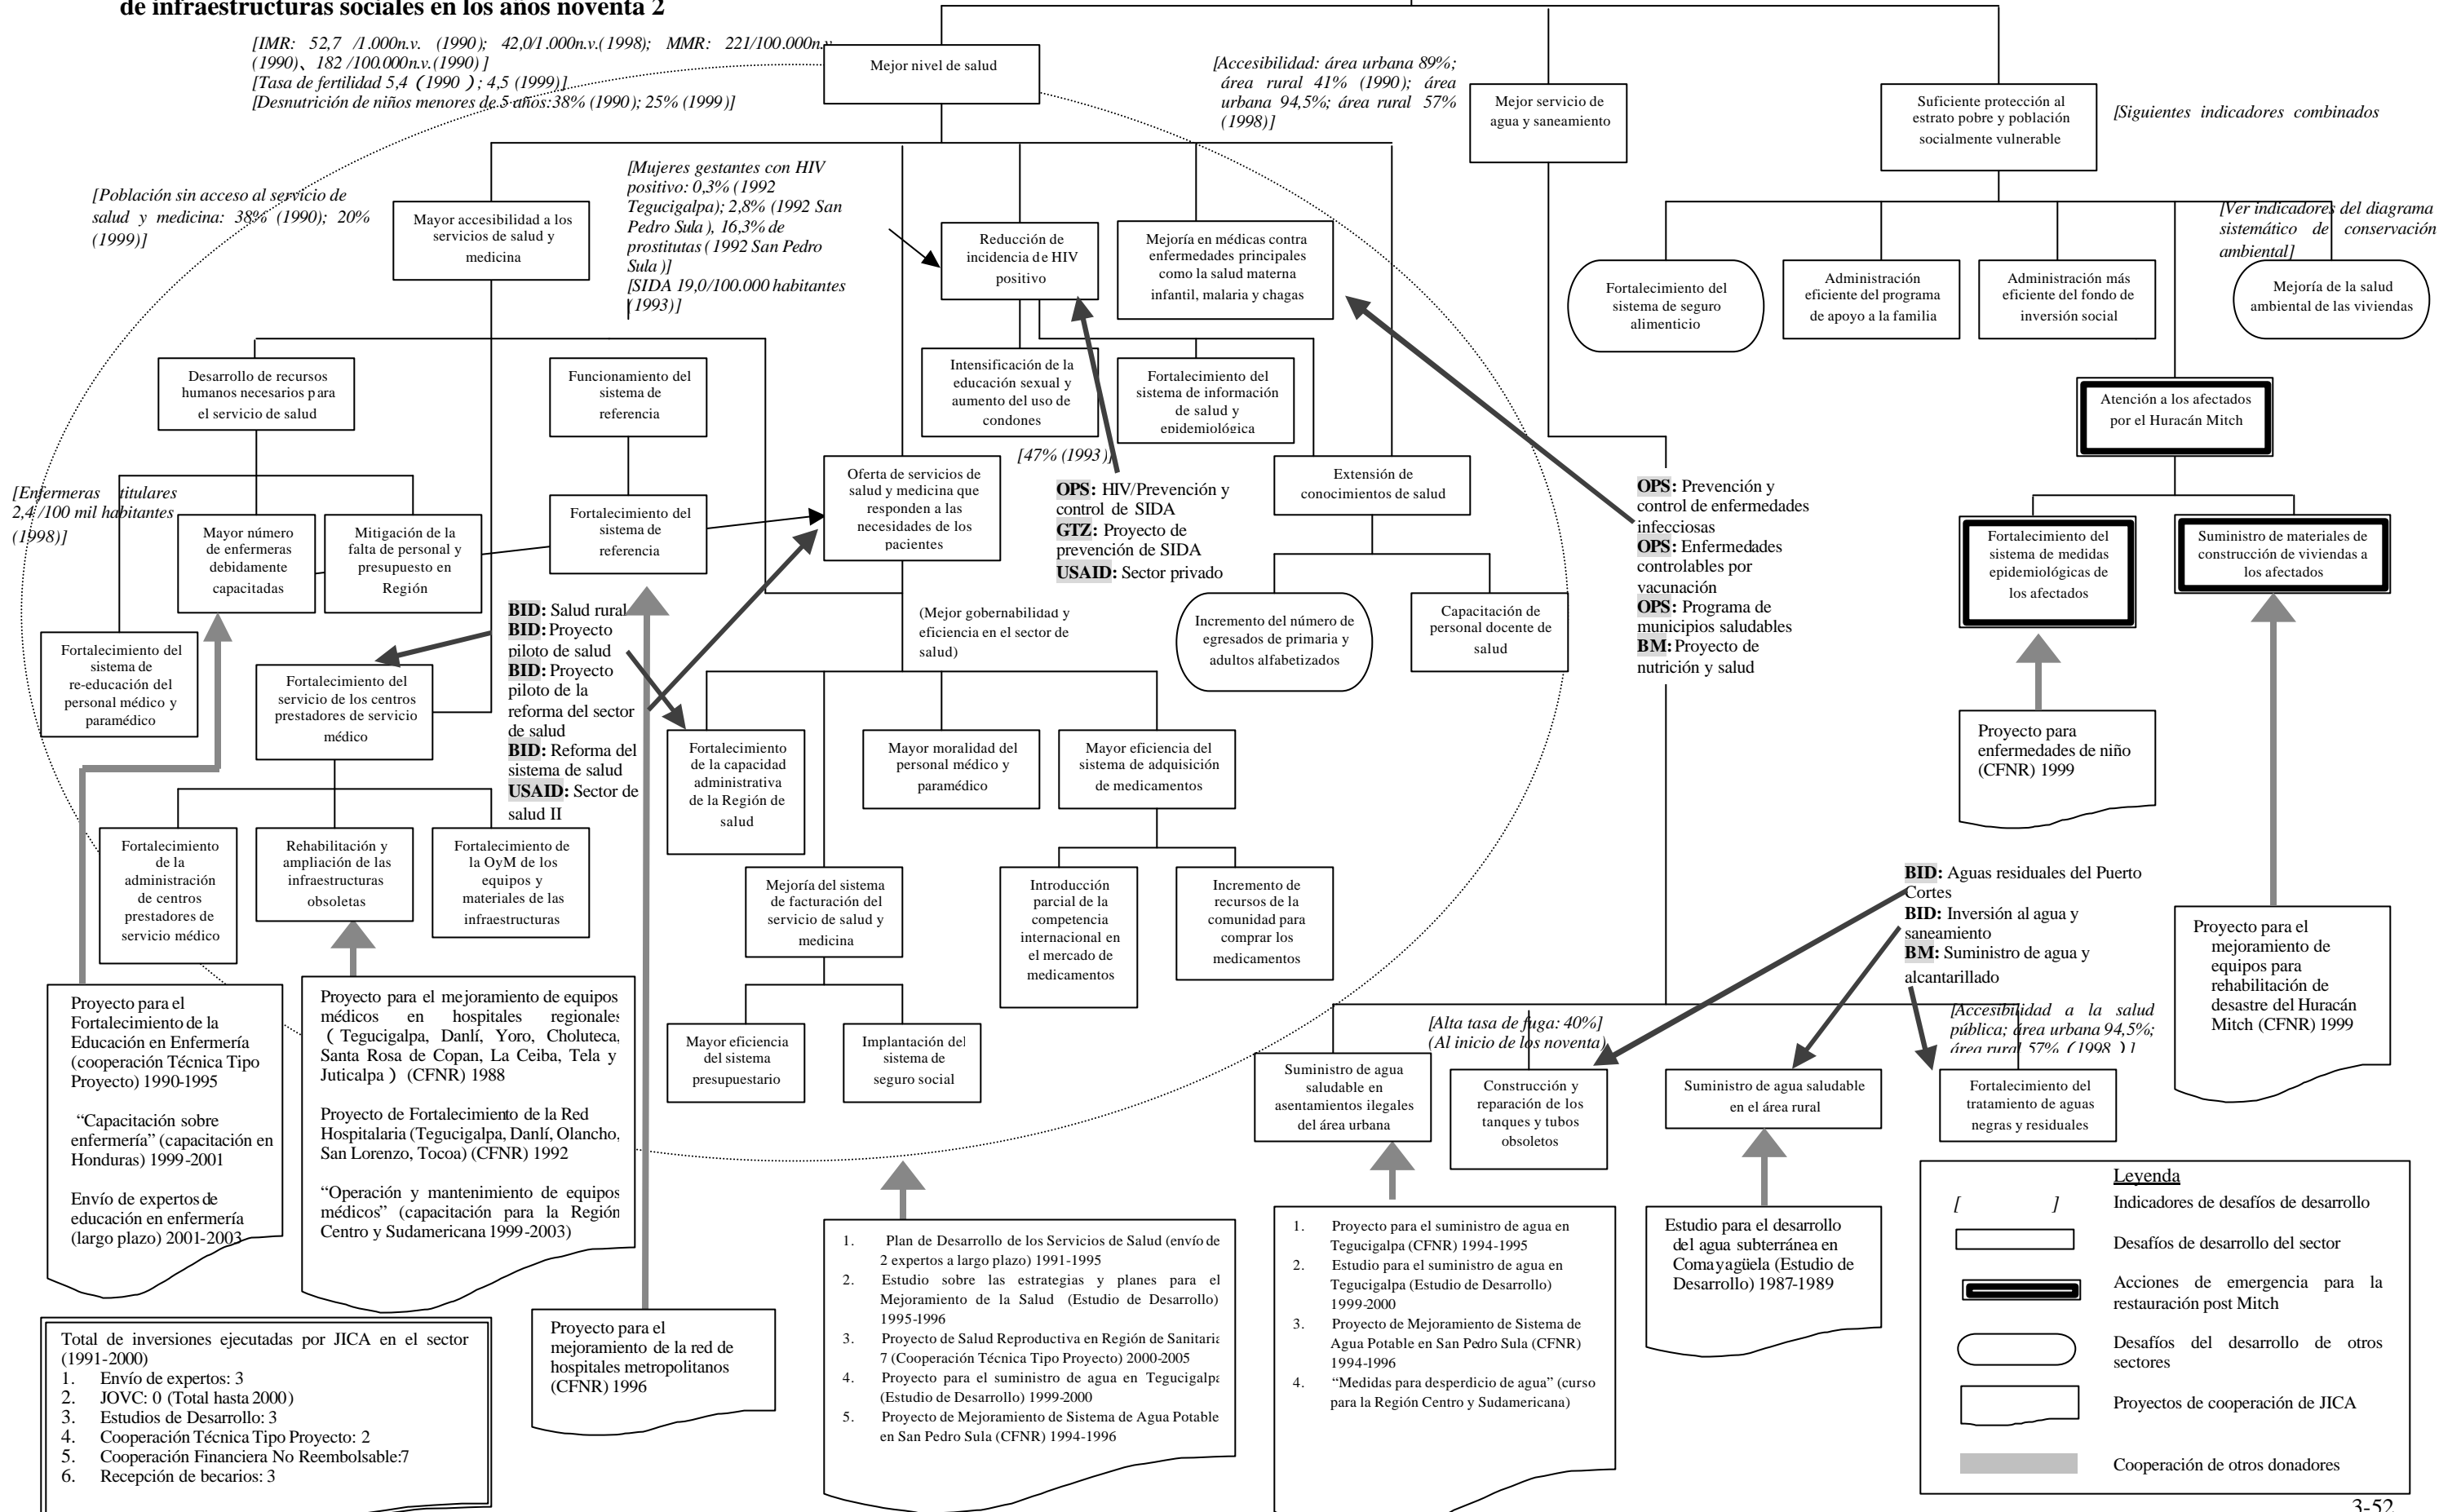 de infraestructuras sociales en los años noventa 2
[IMR: 52,7 /1.000n.v. (1990); 42,0/1.000n.v.(1998); MMR: 221/100.000n.v.
(1990)、182 /100.000n.v.(1990) ]
[Tasa de fertilidad 5,4（1990）; 4,5 (1999)]
[Desnutrición de niños menores de 5 años:38% (1990); 25% (1999)]
Mejor nivel de salud
[Accesibilidad: área urbana 89%;
área rural 41% (1990); área
urbana 94,5%; área rural 57%
(1998)]
Mejor servicio de
agua y saneamiento
Suficiente protección al
estrato pobre y población
socialmente vulnerable
[Siguientes indicadores combinados
[Población sin acceso al servicio de
salud y medicina: 38% (1990); 20%
(1999)]
Mayor accesibilidad a los
servicios de salud y
medicina
[Mujeres gestantes con HIV
positivo: 0,3% (1992
Tegucigalpa); 2,8% (1992 San
Pedro Sula), 16,3% de
prostitutas (1992 San Pedro
Sula )]
[SIDA 19,0/100.000 habitantes
(1993)]
Reducción de
incidencia de HIV
positivo
Mejoría en médicas contra
enfermedades principales
como la salud materna
infantil, malaria y chagas
[Ver indicadores del diagrama
sistemático de conservación
ambiental]
Fortalecimiento del
sistema de seguro
alimenticio
Administración
eficiente del programa
de apoyo a la familia
Administración más
eficiente del fondo de
inversión social
Mejoría de la salud
ambiental de las viviendas
Desarrollo de recursos
humanos necesarios para
el servicio de salud
Funcionamiento del
sistema de
referencia
Intensificación de la
educación sexual y
aumento del uso de
condones
Fortalecimiento del
sistema de información
de salud y
epidemiológica
Atención a los afectados
por el Huracán Mitch
[47% (1993)]
[Enfermeras titulares
2,4 /100 mil habitantes
(1998)]
Mayor número
de enfermeras
debidamente
capacitadas
Mitigación de la
falta de personal y
presupuesto en
Región
Fortalecimiento del
sistema de
referencia
Oferta de servicios de
salud y medicina que
responden a las
necesidades de los
pacientes
OPS: HIV/Prevención y
control de SIDA
GTZ: Proyecto de
prevención de SIDA
USAID: Sector privado
Extensión de
conocimientos de salud
OPS: Prevención y
control de enfermedades
infecciosas
OPS: Enfermedades
controlables por
vacunación
OPS: Programa de
municipios saludables
BM: Proyecto de
nutrición y salud
Fortalecimiento del
sistema de medidas
epidemiológicas de
los afectados
Suministro de materiales de
construcción de viviendas a
los afectados
Fortalecimiento del
sistema de
re-educación del
personal médico y
paramédico
Fortalecimiento del
servicio de los centros
prestadores de servicio
médico
BID: Salud rural
BID: Proyecto
piloto de salud
BID: Proyecto
piloto de la
reforma del sector
de salud
BID: Reforma del
sistema de salud
USAID: Sector de
salud II
(Mejor gobernabilidad y
eficiencia en el sector de
salud)
Incremento del número de
egresados de primaria y
adultos alfabetizados
Capacitación de
personal docente de
salud
Fortalecimiento
de la capacidad
administrativa
de la Región de
salud
Mayor moralidad del
personal médico y
paramédico
Mayor eficiencia del
sistema de adquisición
de medicamentos
Proyecto para
enfermedades de niño
(CFNR) 1999
Fortalecimiento
de la
administración
de centros
prestadores de
servicio médico
Rehabilitación y
ampliación de las
infraestructuras
obsoletas
Fortalecimiento de
la OyM de los
equipos y
materiales de las
infraestructuras
Mejoría del sistema
de facturación del
servicio de salud y
medicina
Introducción
parcial de la
competencia
internacional en
el mercado de
medicamentos
Incremento de
recursos de la
comunidad para
comprar los
medicamentos
BID: Aguas residuales del Puerto
Cortes
BID: Inversión al agua y
saneamiento
BM: Suministro de agua y
alcantarillado
Proyecto para el
mejoramiento de
equipos para
rehabilitación de
desastre del Huracán
Mitch (CFNR) 1999
Proyecto para el
Fortalecimiento de la
Educación en Enfermería
(cooperación Técnica Tipo
Proyecto) 1990-1995
“Capacitación sobre
enfermería” (capacitación en
Honduras) 1999-2001
Envío de expertos de
educación en enfermería
(largo plazo) 2001-2003
Proyecto para el mejoramiento de equipos
médicos en hospitales regionales
（Tegucigalpa, Danlí, Yoro, Choluteca,
Santa Rosa de Copan, La Ceiba, Tela y
Juticalpa）(CFNR) 1988
Proyecto de Fortalecimiento de la Red
Hospitalaria (Tegucigalpa, Danlí, Olancho,
San Lorenzo, Tocoa) (CFNR) 1992
“Operación y mantenimiento de equipos
médicos” (capacitación para la Región
Centro y Sudamericana 1999-2003)
Mayor eficiencia
del sistema
presupuestario
Implantación del
sistema de
seguro social
[Alta tasa de fuga: 40%]
(Al inicio de los noventa)
[Accesibilidad a la salud
pública; área urbana 94,5%;
área rural 57%（1998）]
Suministro de agua
saludable en
asentamientos ilegales
del área urbana
Construcción y
reparación de los
tanques y tubos
obsoletos
Suministro de agua saludable
en el área rural
Fortalecimiento del
tratamiento de aguas
negras y residuales
Proyecto para el
mejoramiento de la red de
hospitales metropolitanos
(CFNR) 1996
1. Plan de Desarrollo de los Servicios de Salud (envío de
2 expertos a largo plazo) 1991-1995
2. Estudio sobre las estrategias y planes para el
Mejoramiento de la Salud (Estudio de Desarrollo)
1995-1996
3. Proyecto de Salud Reproductiva en Región de Sanitaria
7 (Cooperación Técnica Tipo Proyecto) 2000-2005
4. Proyecto para el suministro de agua en Tegucigalpa
(Estudio de Desarrollo) 1999-2000
5. Proyecto de Mejoramiento de Sistema de Agua Potable
en San Pedro Sula (CFNR) 1994-1996
1. Proyecto para el suministro de agua en
Tegucigalpa (CFNR) 1994-1995
2. Estudio para el suministro de agua en
Tegucigalpa (Estudio de Desarrollo)
1999-2000
3. Proyecto de Mejoramiento de Sistema de
Agua Potable en San Pedro Sula (CFNR)
1994-1996
4. “Medidas para desperdicio de agua” (curso
para la Región Centro y Sudamericana)
Estudio para el desarrollo
del agua subterránea en
Comayagüela (Estudio de
Desarrollo) 1987-1989
Total de inversiones ejecutadas por JICA en el sector
(1991-2000)
1. Envío de expertos: 3
2. JOVC: 0 (Total hasta 2000)
3. Estudios de Desarrollo: 3
4. Cooperación Técnica Tipo Proyecto: 2
5. Cooperación Financiera No Reembolsable:7
6. Recepción de becarios: 3
Leyenda
[ ] Indicadores de desafíos de desarrollo
Desafíos de desarrollo del sector
Acciones de emergencia para la
restauración post Mitch
Desafíos del desarrollo de otros
sectores
Proyectos de cooperación de JICA
Cooperación de otros donadores
3-52